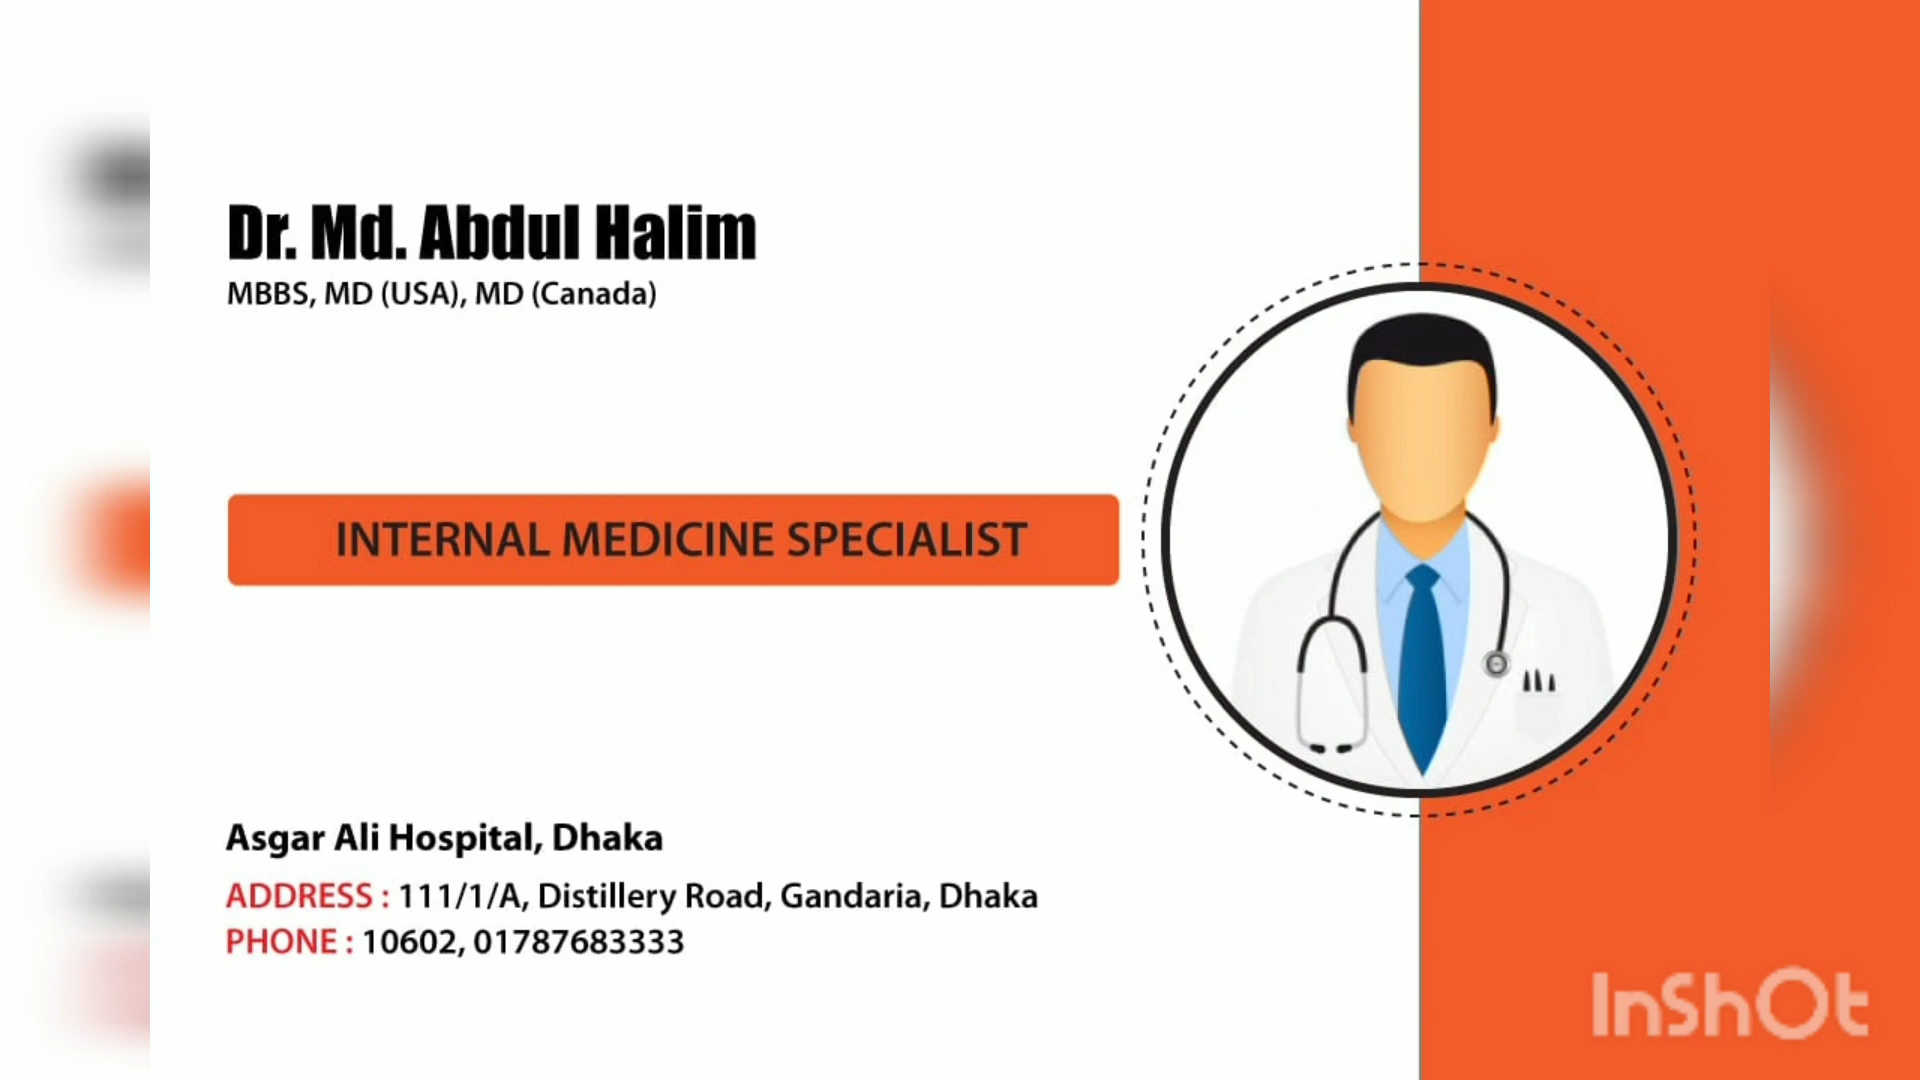 Dr. Md. Abdul Halim
MBBS, MD (USA), MD (Canada)
INTERNAL MEDICINE SPECIALIST
Asgar Ali Hospital, Dhaka
ADDRESS : 111/1/A, Distillery Road, Gandaria, Dhaka
PHONE : 10602, 01787683333
InShOt